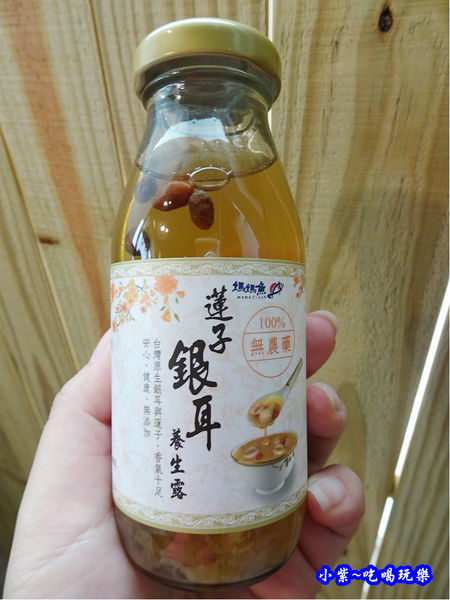 媽媽魚
MAMAFISH
100%
無農藥
蓮子
銀耳
養生露
台灣原生銀耳與蓮子，香氣十足
安心、健康、無添加
小紫~吃喝玩樂